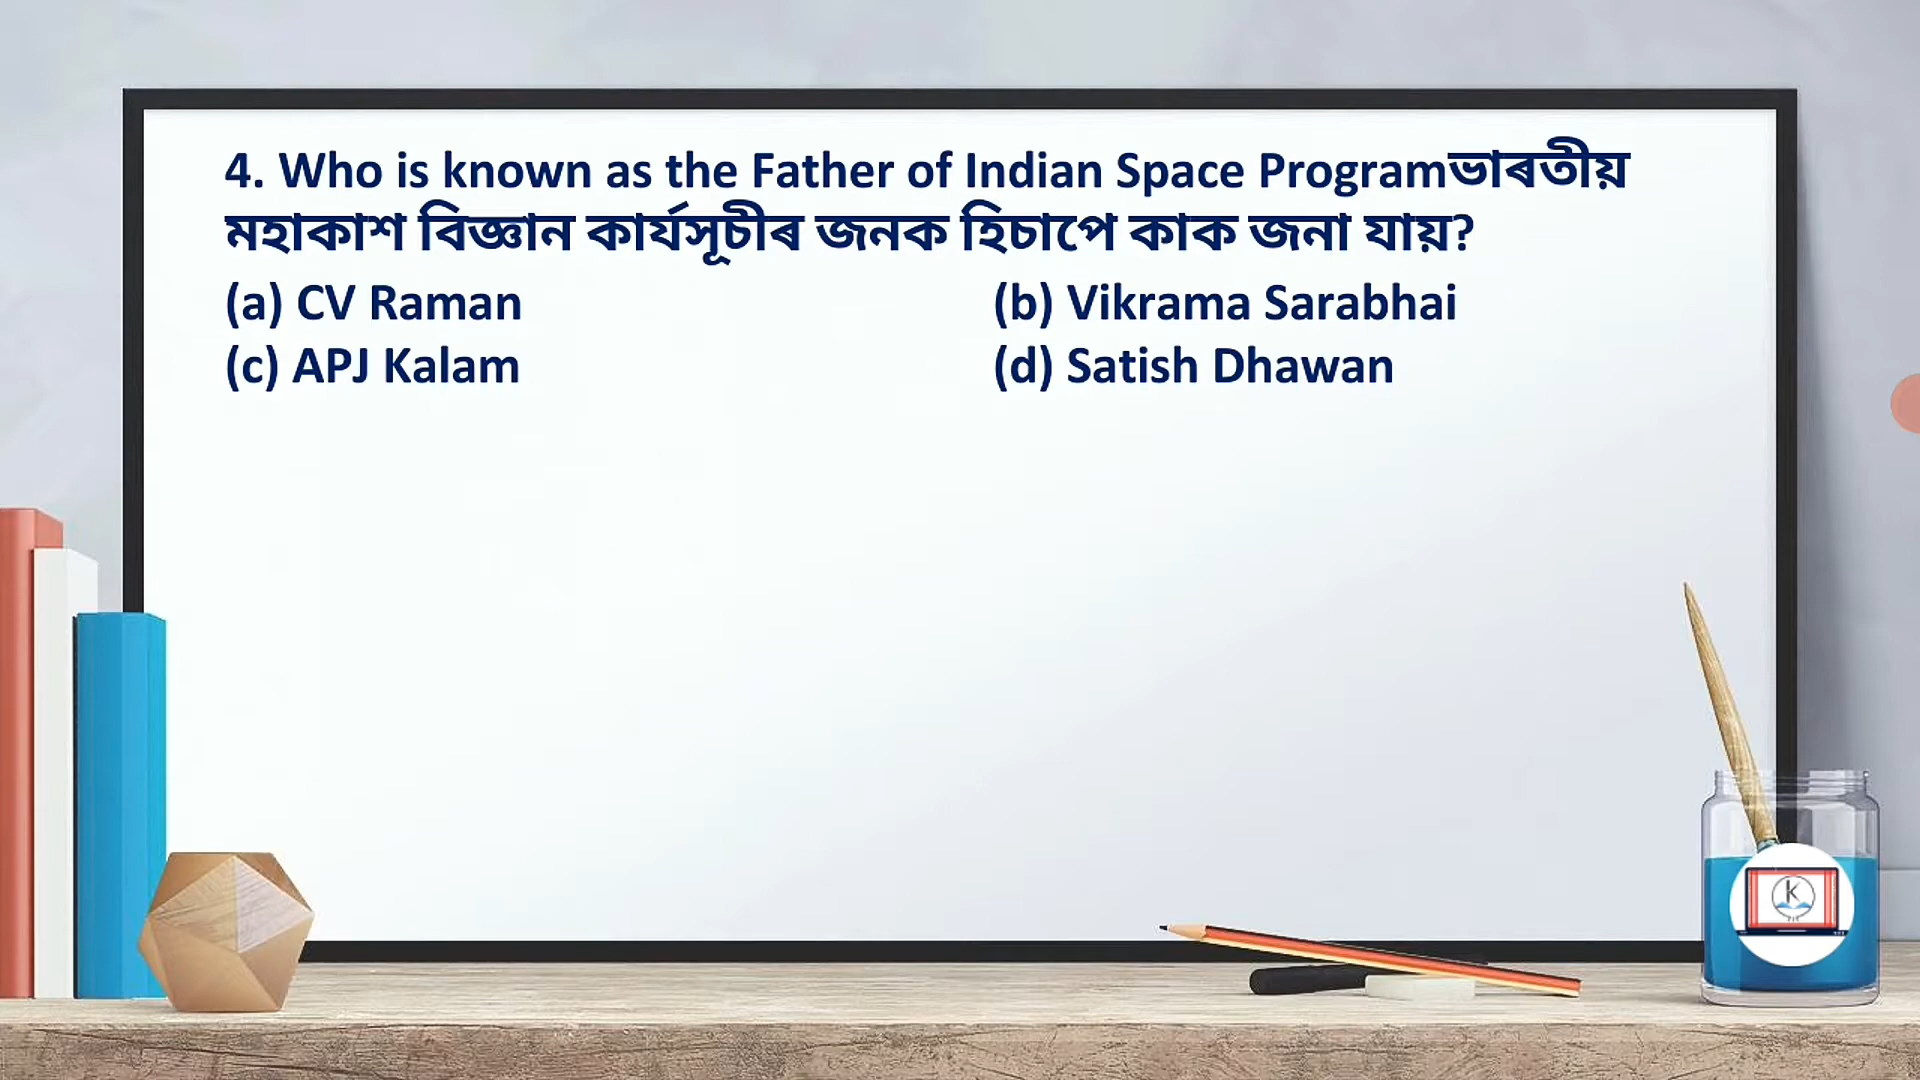 4. Who is known as the Father of Indian Space Programভাৰতীয়
মহাকাশ বিজ্ঞান কাৰ্যসূচীৰ জনক হিচাপে কাক জনা যায়?
(a) CV Raman (b) Vikrama Sarabhai
(c) APJ Kalam (d) Satish Dhawan
K